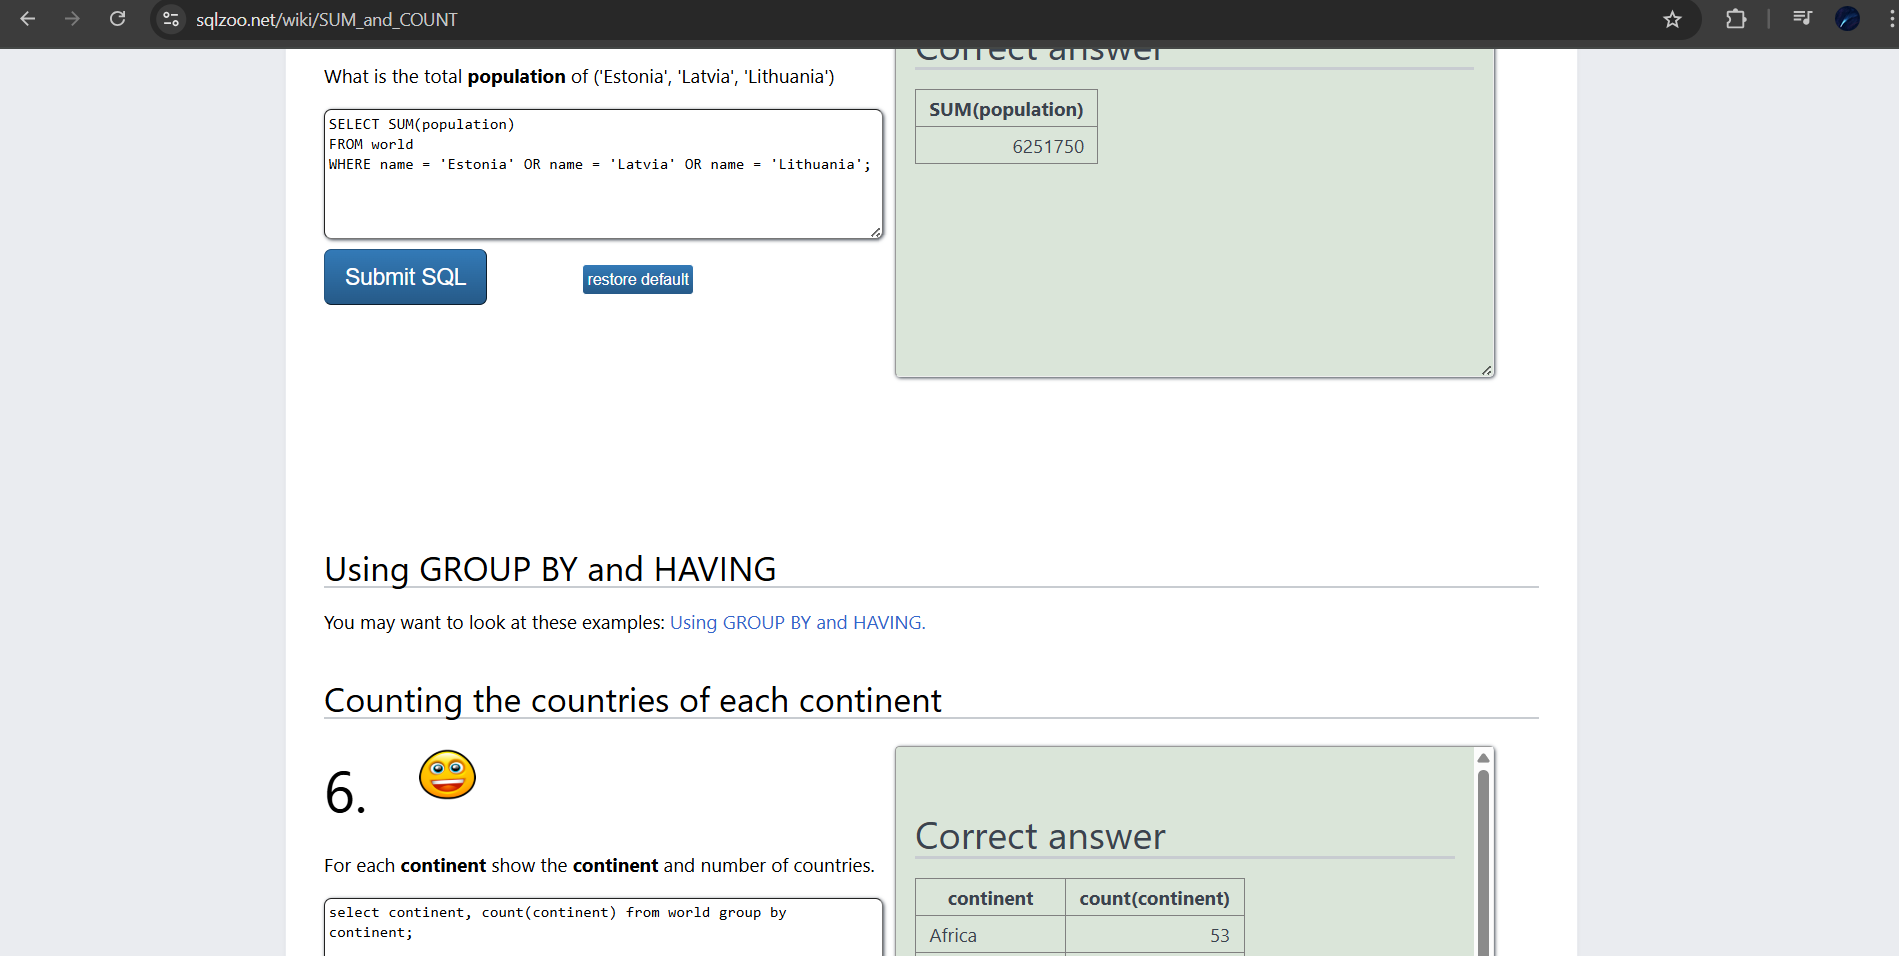 sqlzoo.net/wiki/SUM_and_COUNT
What is the total population of ('Estonia', 'Latvia', 'Lithuania')
SELECT SUM(population)
FROM world
WHERE name = 'Estonia' OR name = 'Latvia' OR name = 'Lithuania';
Submit SQL
restore default
Correct answer
SUM(population)
6251750
Using GROUP BY and HAVING
You may want to look at these examples: Using GROUP BY and HAVING.
Counting the countries of each continent
6.
For each continent show the continent and number of countries.
select continent, count(continent) from world group by
continent;
Correct answer
continent count(continent)
Africa 53